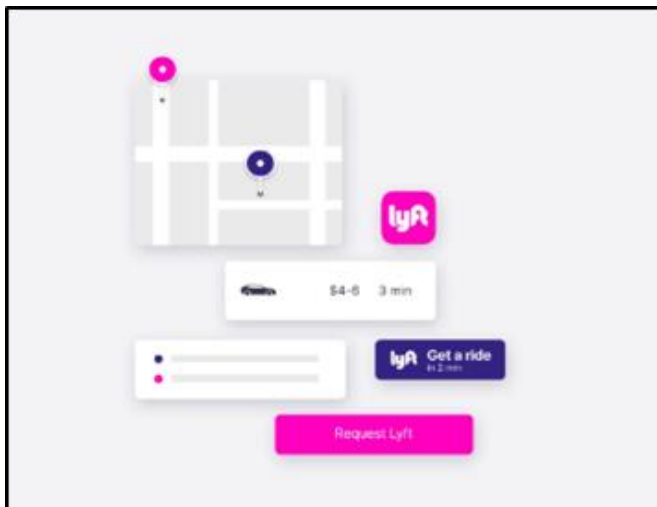 lyft
$4-6 3 min
lyft Get a ride
in 2 min
Request Lyft